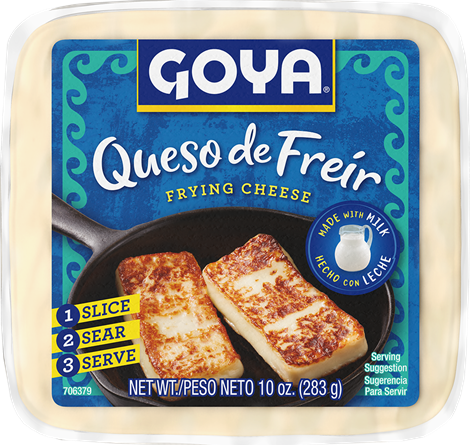 GOYA®
Queso de Freír
FRYING CHEESE
MADE WITH MILK
HECHO CON LECHE
1 SLICE
2 SEAR
3 SERVE
706379
NET WT./PESO NETO 10 oz. (283 g)
Serving
Suggestion
Sugerencia
Para Servir